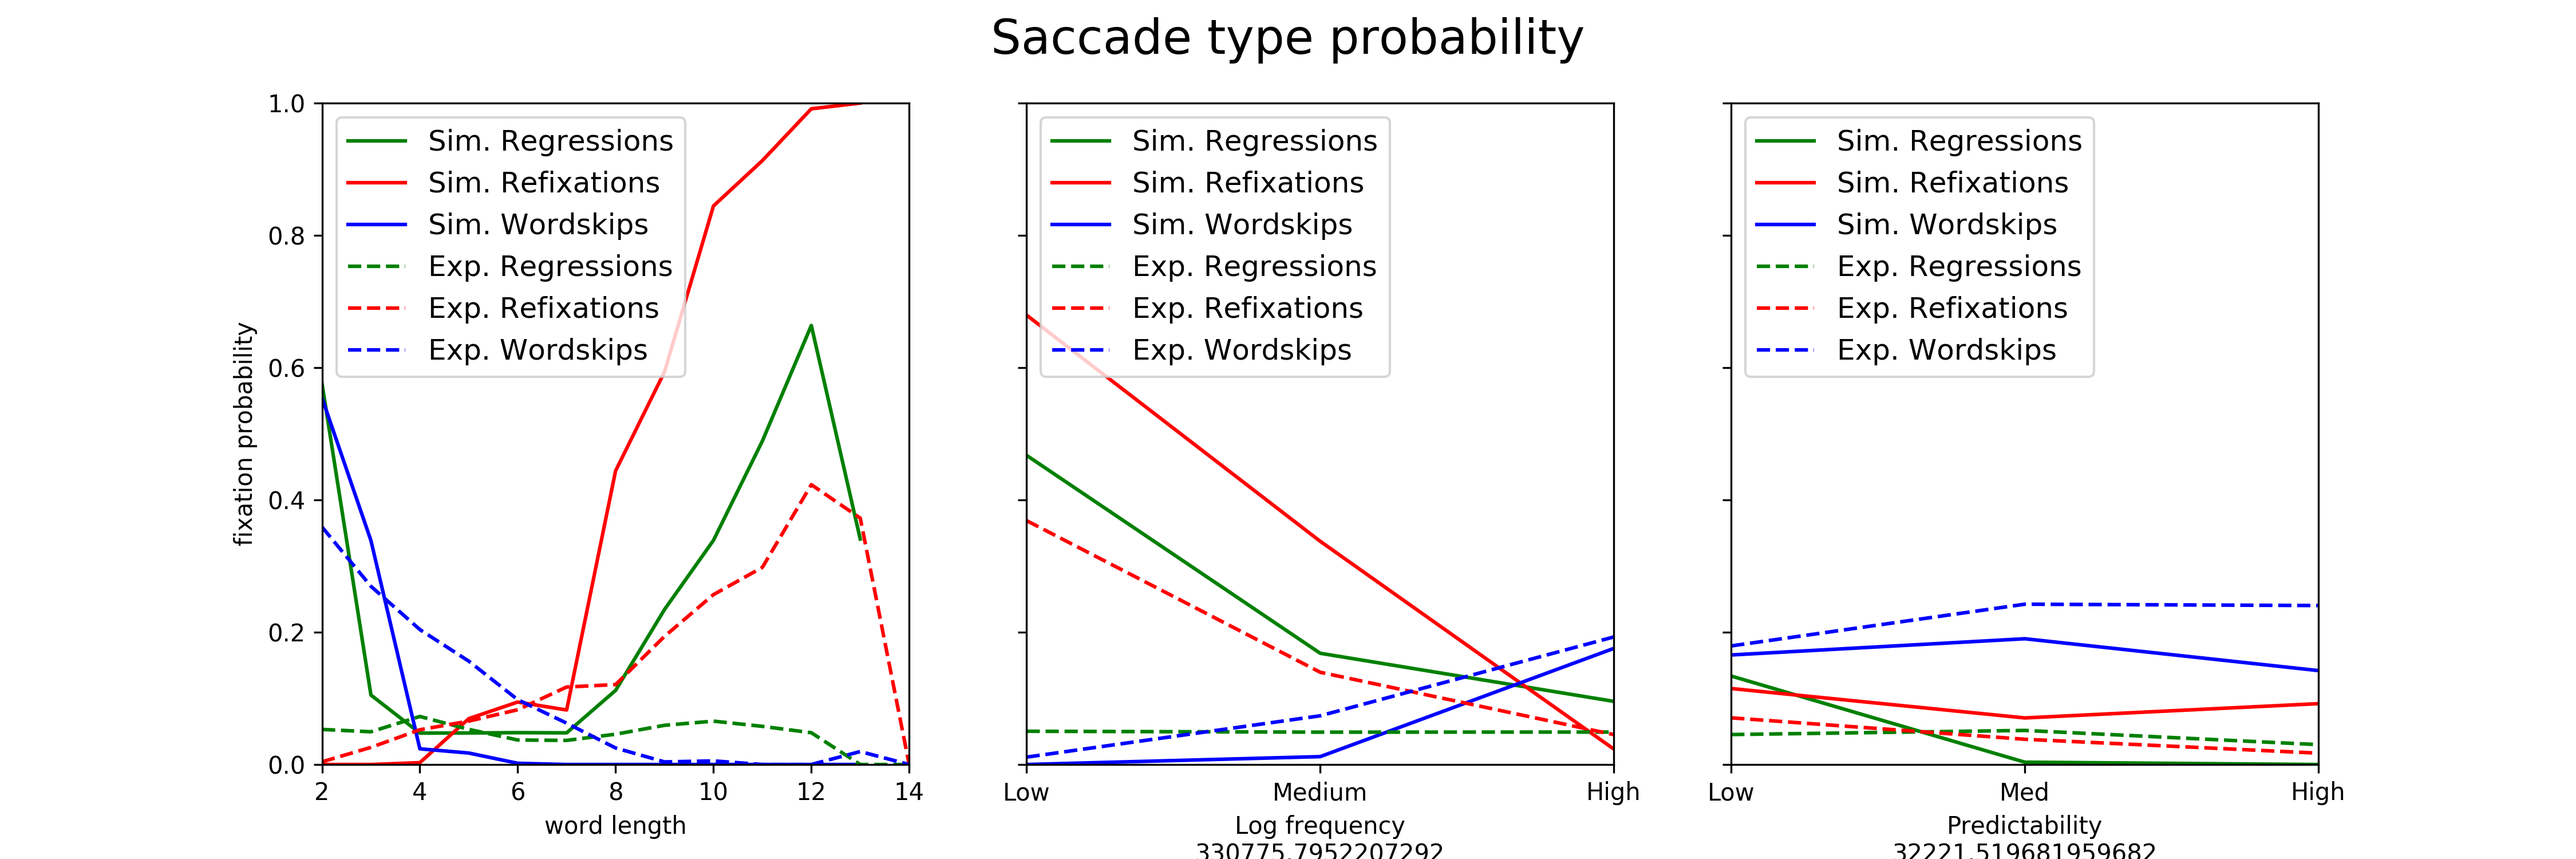 Saccade type probability
fixation probability
1.0
0.8
0.6
0.4
0.2
0.0
2 4 6 8 10 12 14
word length
Sim. Regressions
Sim. Refixations
Sim. Wordskips
Exp. Regressions
Exp. Refixations
Exp. Wordskips
Sim. Regressions
Sim. Refixations
Sim. Wordskips
Exp. Regressions
Exp. Refixations
Exp. Wordskips
Low Medium High
Log frequency
330775.7952207292
Sim. Regressions
Sim. Refixations
Sim. Wordskips
Exp. Regressions
Exp. Refixations
Exp. Wordskips
Low Med High
Predictability
32221.519681959682